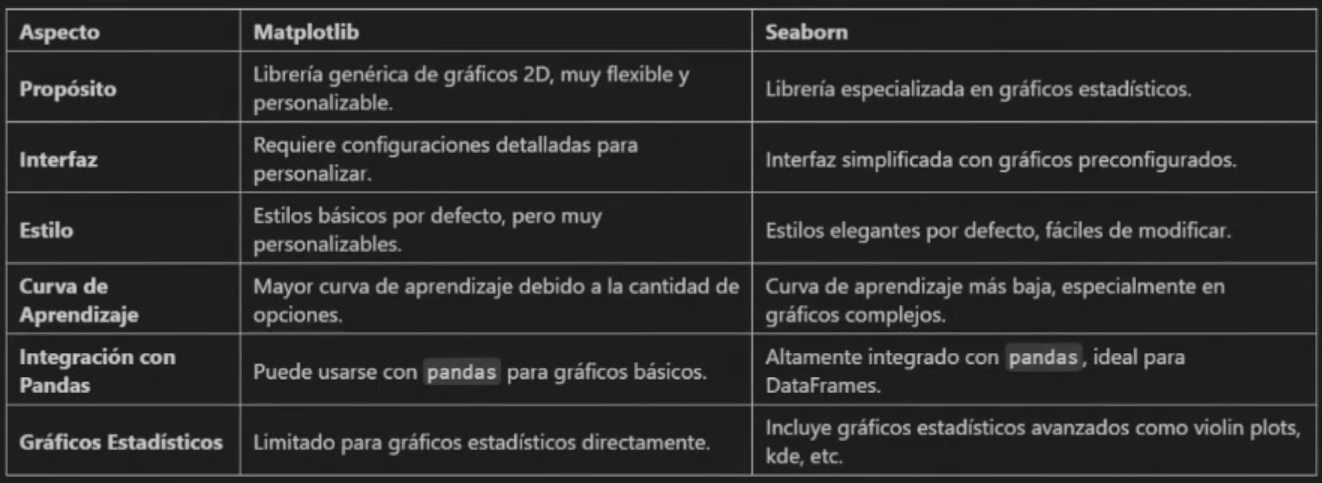 Aspecto Matplotlib Seaborn
Propósito
Librería genérica de gráficos 2D, muy flexible y
personalizable.
Librería especializada en gráficos estadísticos.
Interfaz
Requiere configuraciones detalladas para
personalizar.
Interfaz simplificada con gráficos preconfigurados.
Estilo
Estilos básicos por defecto, pero muy
personalizables.
Estilos elegantes por defecto, fáciles de modificar.
Curva de
Aprendizaje
Mayor curva de aprendizaje debido a la cantidad de
opciones.
Curva de aprendizaje más baja, especialmente en
gráficos complejos.
Integración con
Pandas
Puede usarse con pandas para gráficos básicos.
Altamente integrado con pandas, ideal para
DataFrames.
Gráficos Estadísticos
Limitado para gráficos estadísticos directamente.
Incluye gráficos estadísticos avanzados como violin plots,
kde, etc.